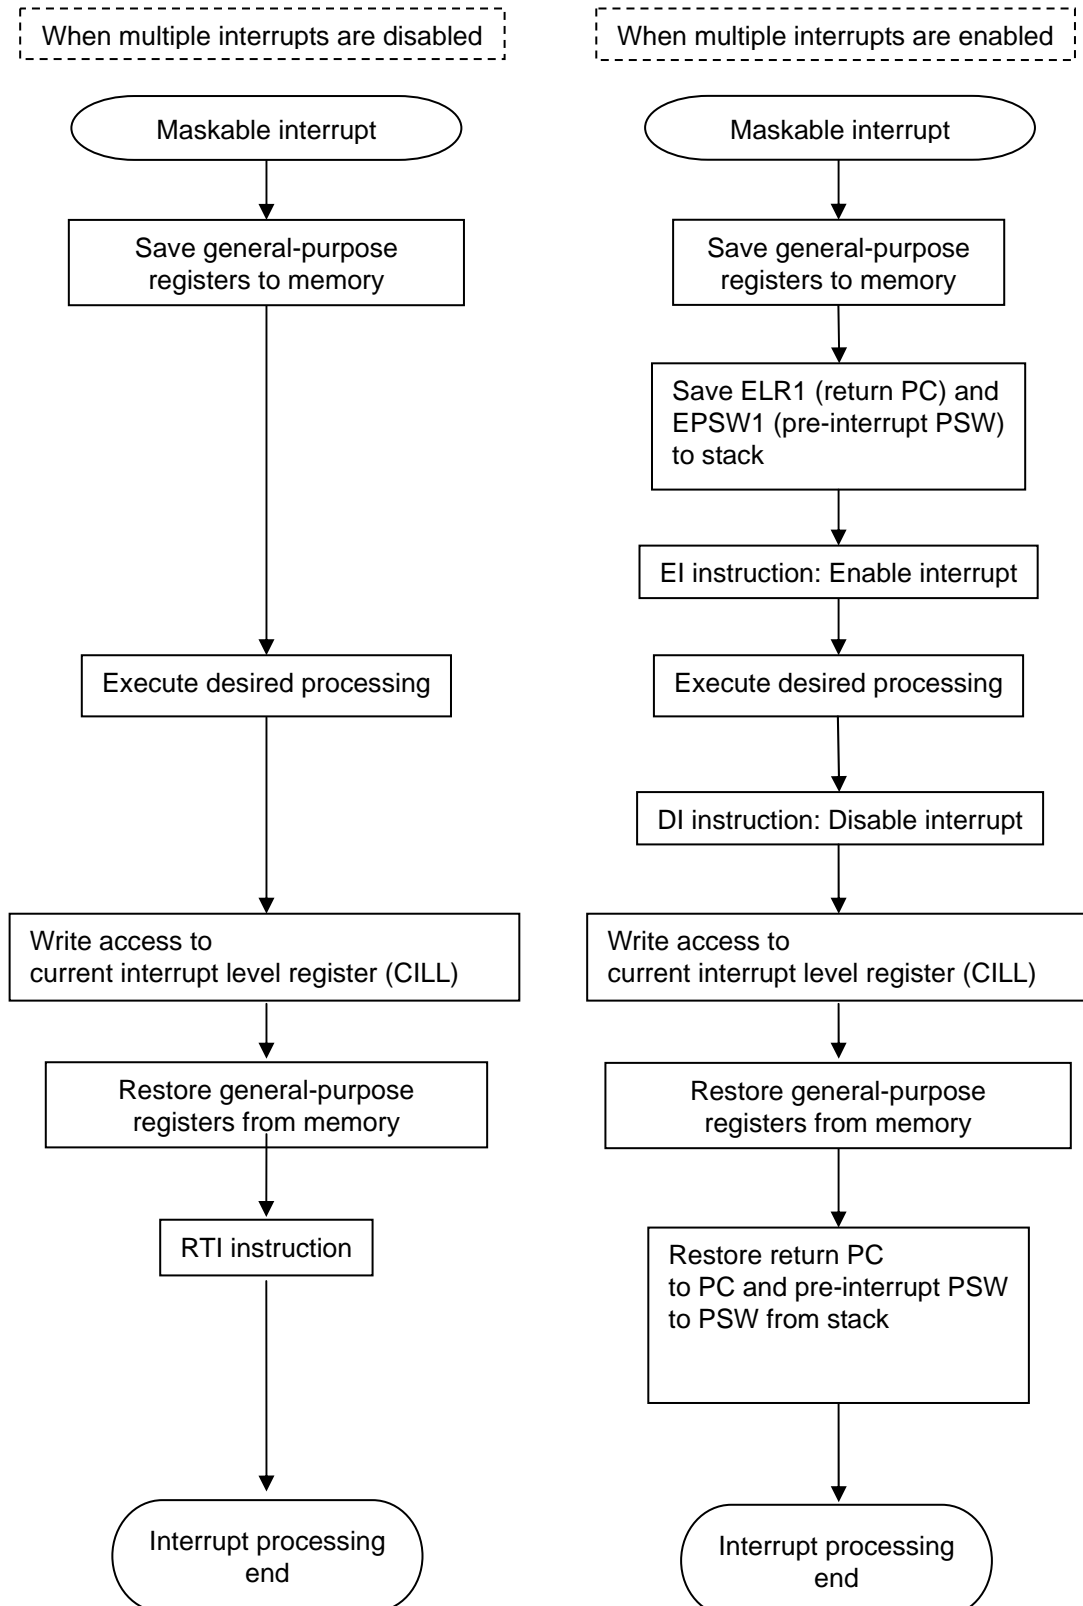 When multiple interrupts are disabled
Maskable interrupt
Save general-purpose
registers to memory
Execute desired processing
Write access to
current interrupt level register (CILL)
Restore general-purpose
registers from memory
RTI instruction
Interrupt processing
end
When multiple interrupts are enabled
Maskable interrupt
Save general-purpose
registers to memory
Save ELR1 (return PC) and
EPSW1 (pre-interrupt PSW)
to stack
EI instruction: Enable interrupt
Execute desired processing
DI instruction: Disable interrupt
Write access to
current interrupt level register (CILL)
Restore general-purpose
registers from memory
Restore return PC
to PC and pre-interrupt PSW
to PSW from stack
Interrupt processing
end